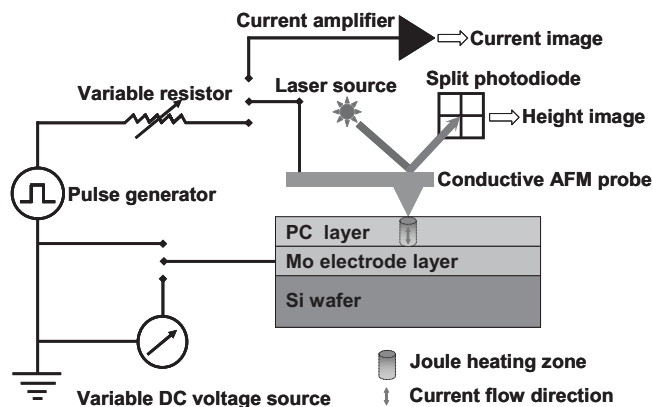 Current amplifier
Current image
Laser source
Split photodiode
Variable resistor
Height image
Pulse generator
Conductive AFM probe
PC layer
Mo electrode layer
Si wafer
Joule heating zone
Variable DC voltage source
Current flow direction